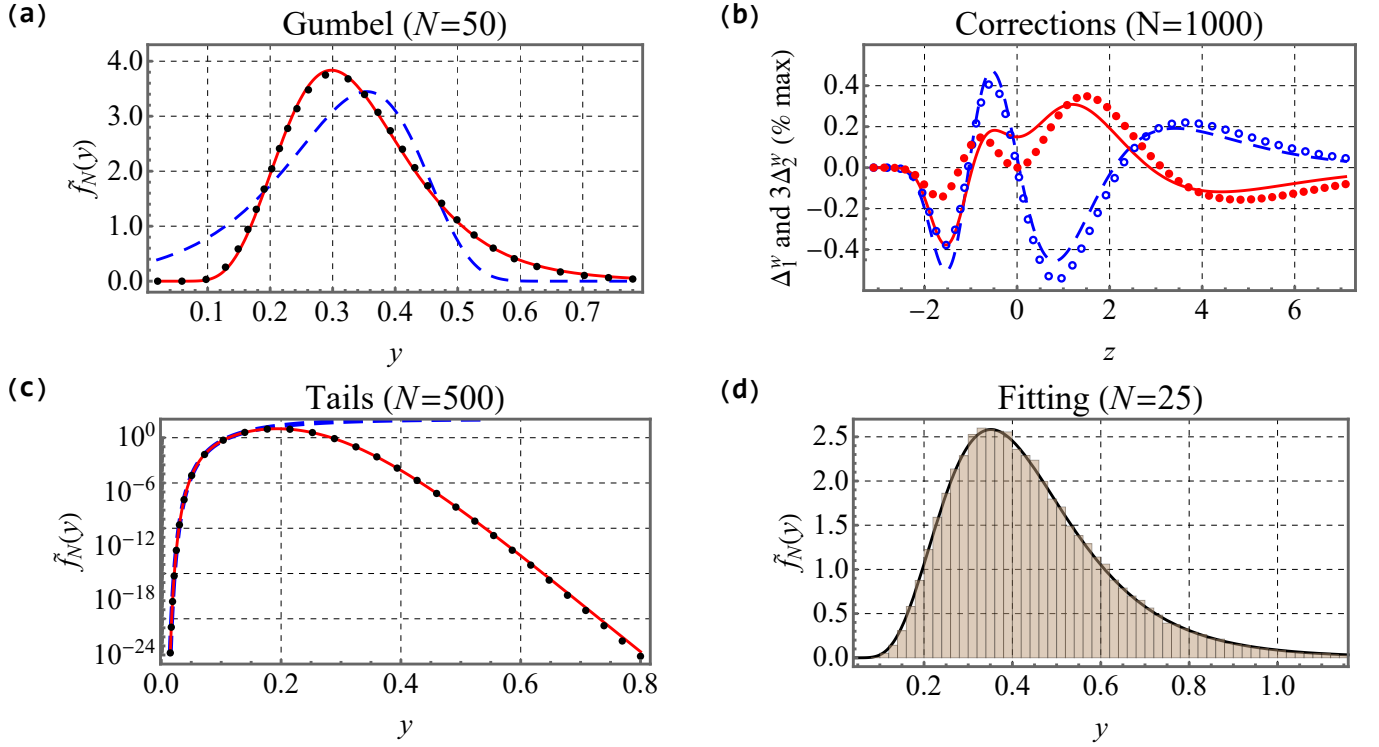 (a)
Gumbel (N=50)
f̃_N(y)
4.0
3.0
2.0
1.0
0.0
0.1 0.2 0.3 0.4 0.5 0.6 0.7
y
(b)
Corrections (N=1000)
Δ₁ʷ and 3Δ₂ʷ (% max)
0.4
0.2
0.0
−0.2
−0.4
−2 0 2 4 6
z
(c)
Tails (N=500)
f̃_N(y)
10⁰
10⁻⁶
10⁻¹²
10⁻¹⁸
10⁻²⁴
0.0 0.2 0.4 0.6 0.8
y
(d)
Fitting (N=25)
f̃_N(y)
2.5
2.0
1.5
1.0
0.5
0.0
0.2 0.4 0.6 0.8 1.0
y